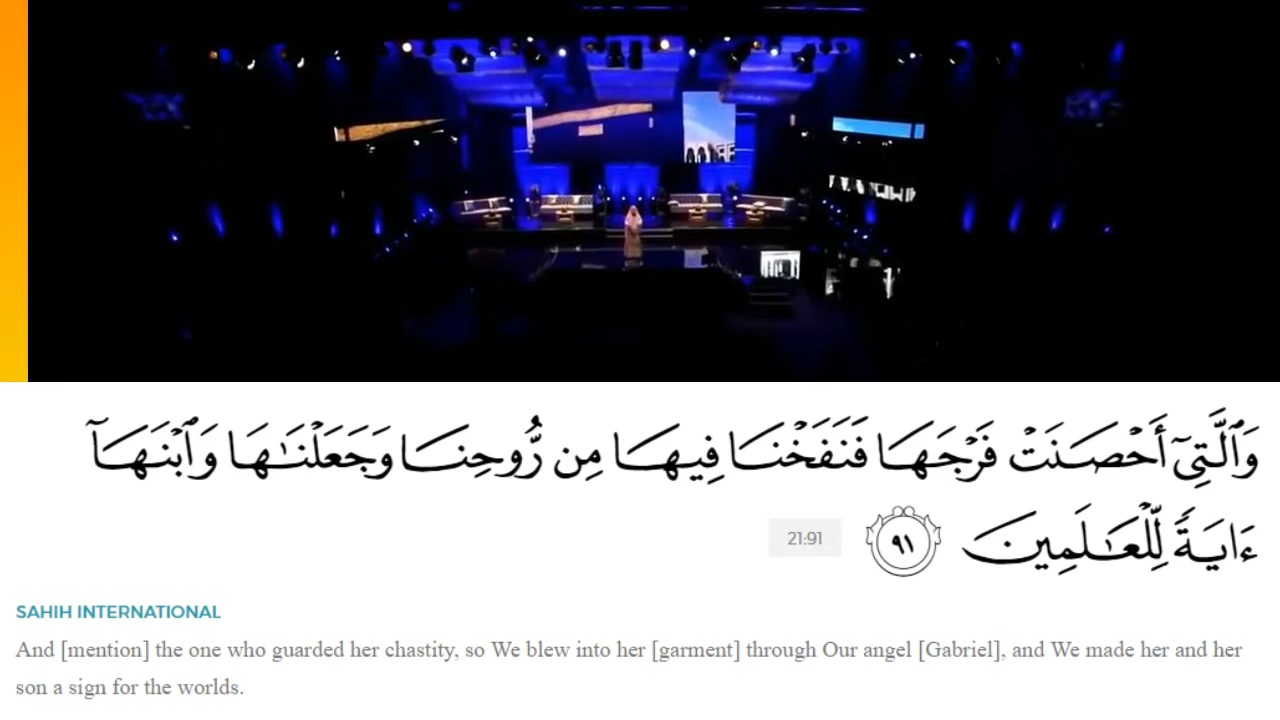 وَٱلَّتِىٓ أَحْصَنَتْ فَرْجَهَا فَنَفَخْنَا فِيهَا مِن رُّوحِنَا وَجَعَلْنَـٰهَا وَٱبْنَهَآ
ءَايَةً لِّلْعَـٰلَمِينَ ٩١ 21:91
SAHIH INTERNATIONAL
And [mention] the one who guarded her chastity, so We blew into her [garment] through Our angel [Gabriel], and We made her and her
son a sign for the worlds.